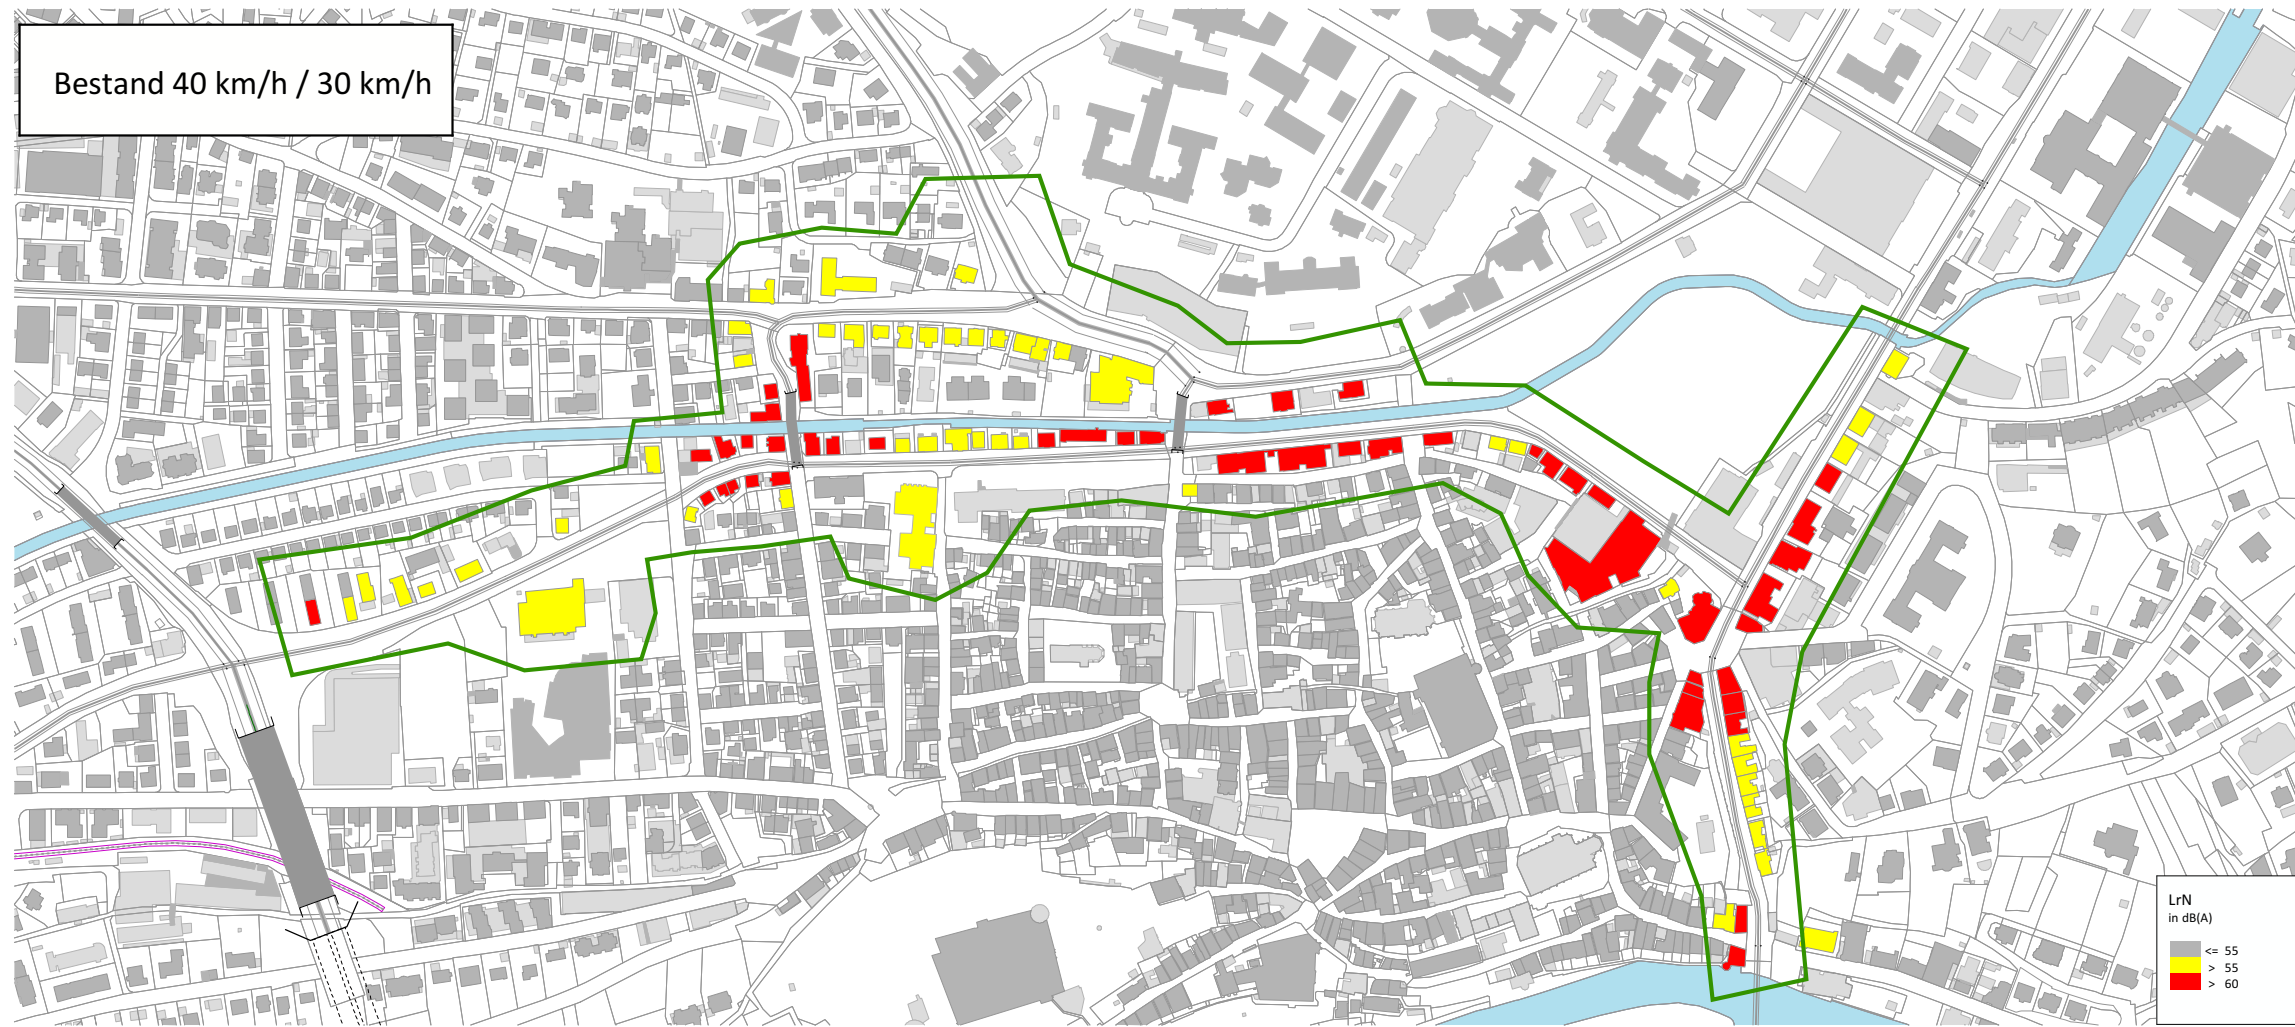 Bestand 40 km/h / 30 km/h
LrN
in dB(A)
<= 55
> 55
> 60